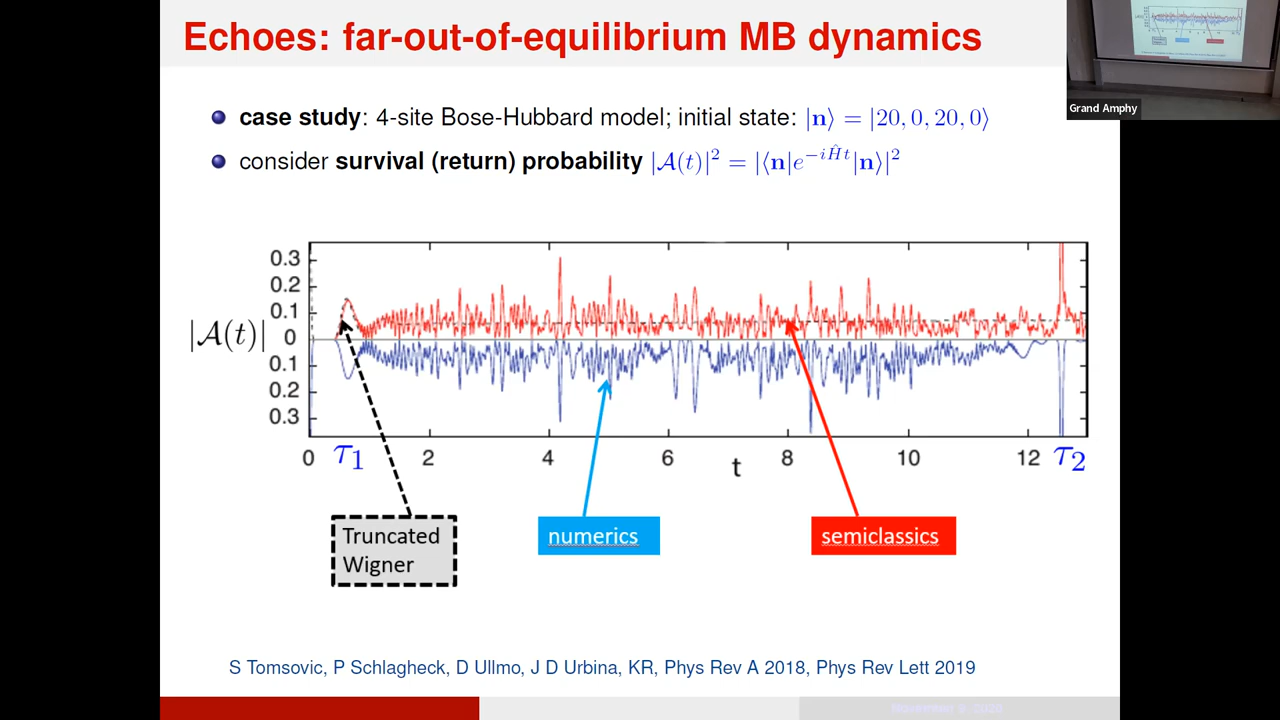 Echoes: far-out-of-equilibrium MB dynamics
Grand Amphy
case study: 4-site Bose-Hubbard model; initial state: |n⟩ = |20, 0, 20, 0⟩
consider survival (return) probability |𝒜(t)|² = |⟨n|e^{-iĤt}|n⟩|²
0.3
0.2
0.1
|𝒜(t)| 0
0.1
0.2
0.3
0 τ₁ 2 4 6 t 8 10 12 τ₂
Truncated
Wigner
numerics
semiclassics
S Tomsovic, P Schlagheck, D Ullmo, J D Urbina, KR, Phys Rev A 2018, Phys Rev Lett 2019